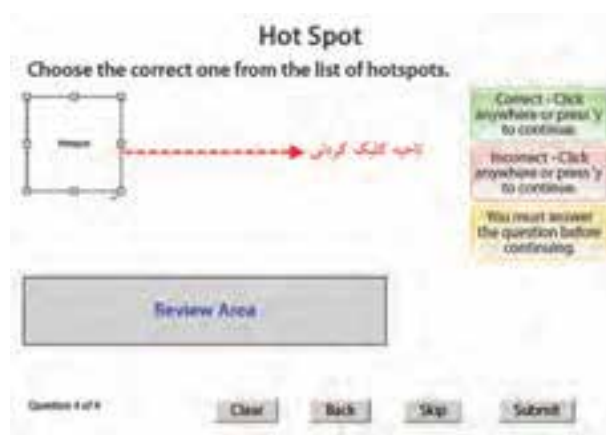 Hot Spot
Choose the correct one from the list of hotspots.
Hotspot
ناحیه کلیک کردنی
Correct - Click
anywhere or press 'y'
to continue.
Incorrect - Click
anywhere or press 'y'
to continue.
You must answer
the question before
continuing.
Review Area
Question 4 of 4
Clear
Back
Skip
Submit